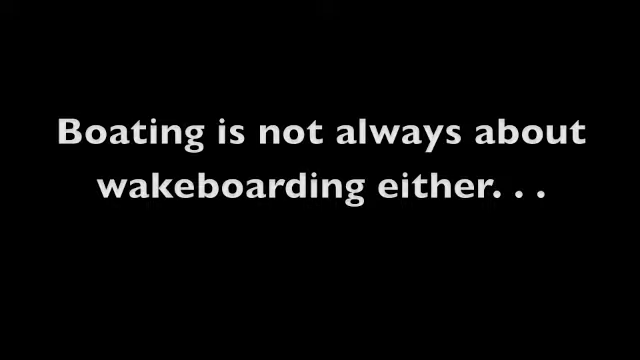 Boating is not always about
wakeboarding either. . .